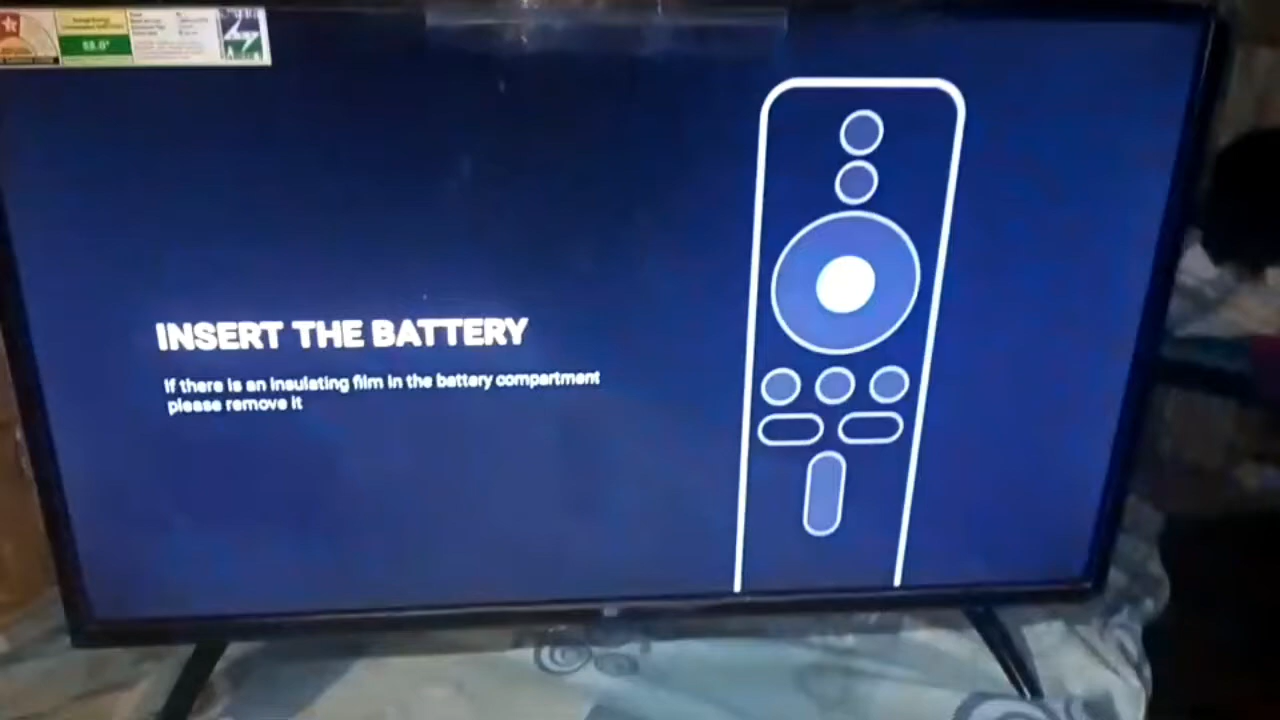 INSERT THE BATTERY
If there is an insulating film in the battery compartment
please remove it